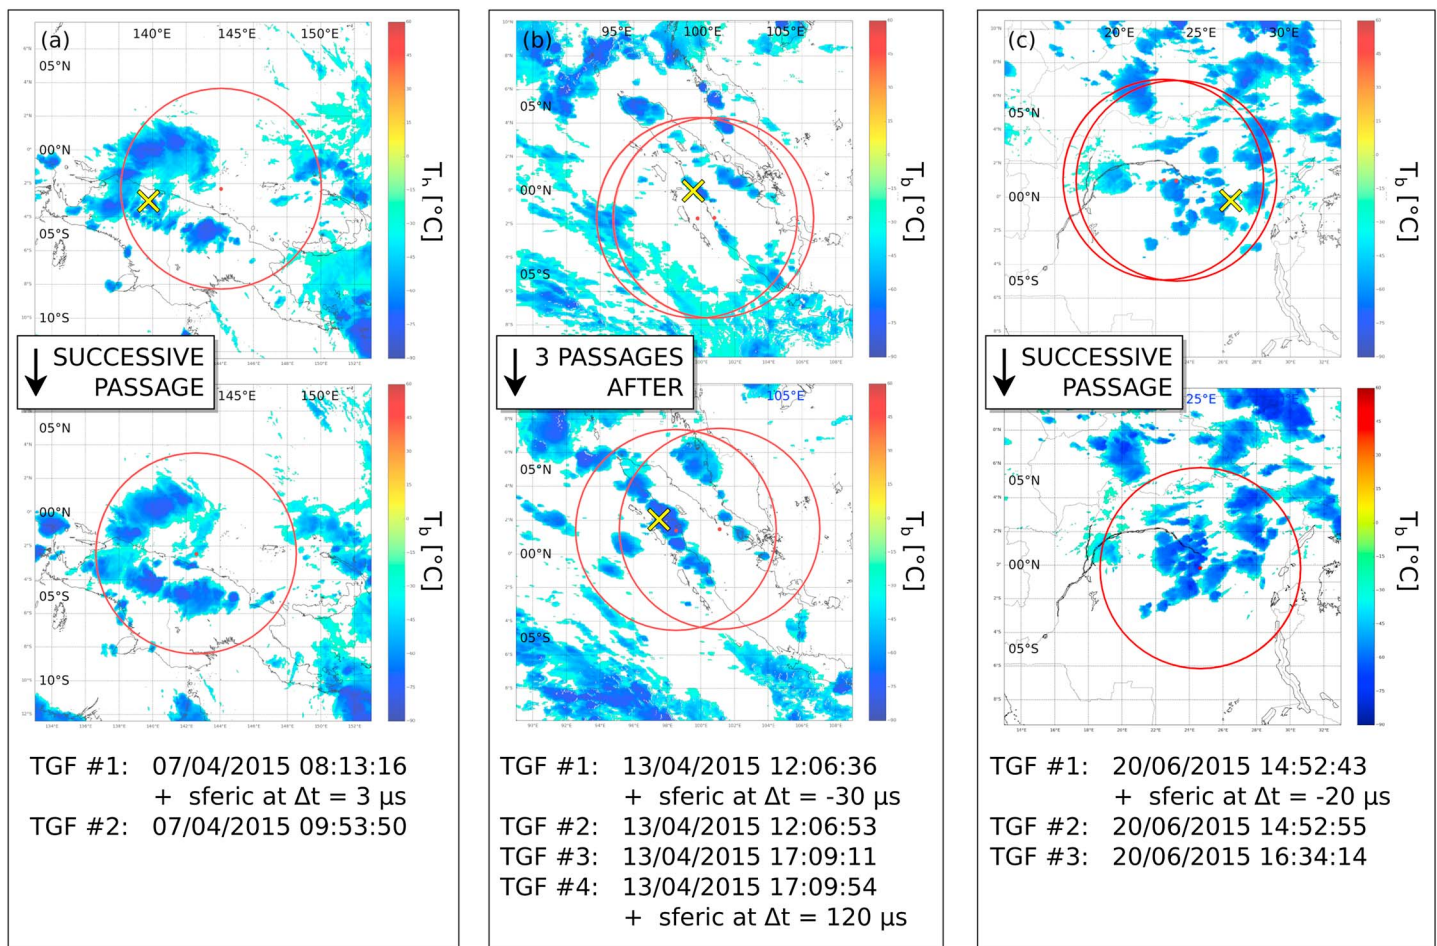 (a)
140°E 145°E 150°E
05°N
00°N
05°S
10°S
Tb [°C]
SUCCESSIVE
PASSAGE
145°E 150°E
05°N
00°N
05°S
10°S
Tb [°C]
TGF #1: 07/04/2015 08:13:16
+ sferic at Δt = 3 µs
TGF #2: 07/04/2015 09:53:50
(b)
95°E 100°E 105°E
05°N
00°N
05°S
Tb [°C]
3 PASSAGES
AFTER
105°E
05°N
00°N
05°S
Tb [°C]
TGF #1: 13/04/2015 12:06:36
+ sferic at Δt = -30 µs
TGF #2: 13/04/2015 12:06:53
TGF #3: 13/04/2015 17:09:11
TGF #4: 13/04/2015 17:09:54
+ sferic at Δt = 120 µs
(c)
20°E 25°E 30°E
05°N
00°N
05°S
Tb [°C]
SUCCESSIVE
PASSAGE
25°E
05°N
00°N
05°S
Tb [°C]
TGF #1: 20/06/2015 14:52:43
+ sferic at Δt = -20 µs
TGF #2: 20/06/2015 14:52:55
TGF #3: 20/06/2015 16:34:14